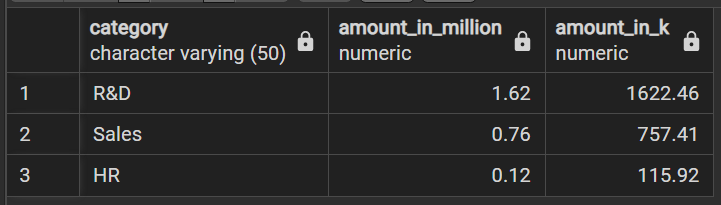 category amount_in_million amount_in_k
character varying (50) numeric numeric
1 R&D 1.62 1622.46
2 Sales 0.76 757.41
3 HR 0.12 115.92